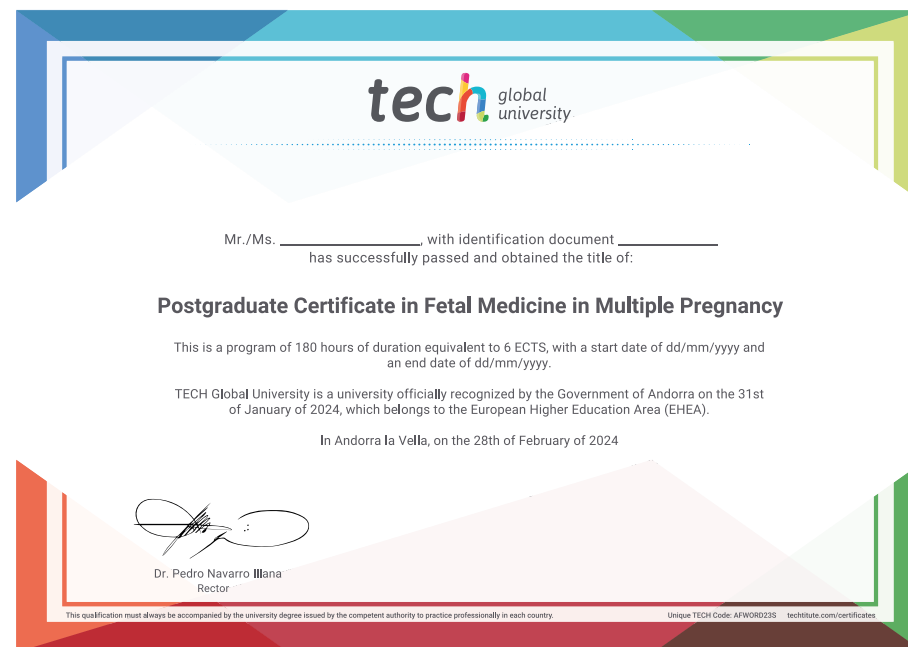 tech global university
Mr./Ms. ____________, with identification document ____________
has successfully passed and obtained the title of:
Postgraduate Certificate in Fetal Medicine in Multiple Pregnancy
This is a program of 180 hours of duration equivalent to 6 ECTS, with a start date of dd/mm/yyyy and
an end date of dd/mm/yyyy.
TECH Global University is a university officially recognized by the Government of Andorra on the 31st
of January of 2024, which belongs to the European Higher Education Area (EHEA).
In Andorra la Vella, on the 28th of February of 2024
Dr. Pedro Navarro Illana
Rector
This qualification must always be accompanied by the university degree issued by the competent authority to practice professionally in each country. Unique TECH Code: AFWORD23S techtitute.com/certificates